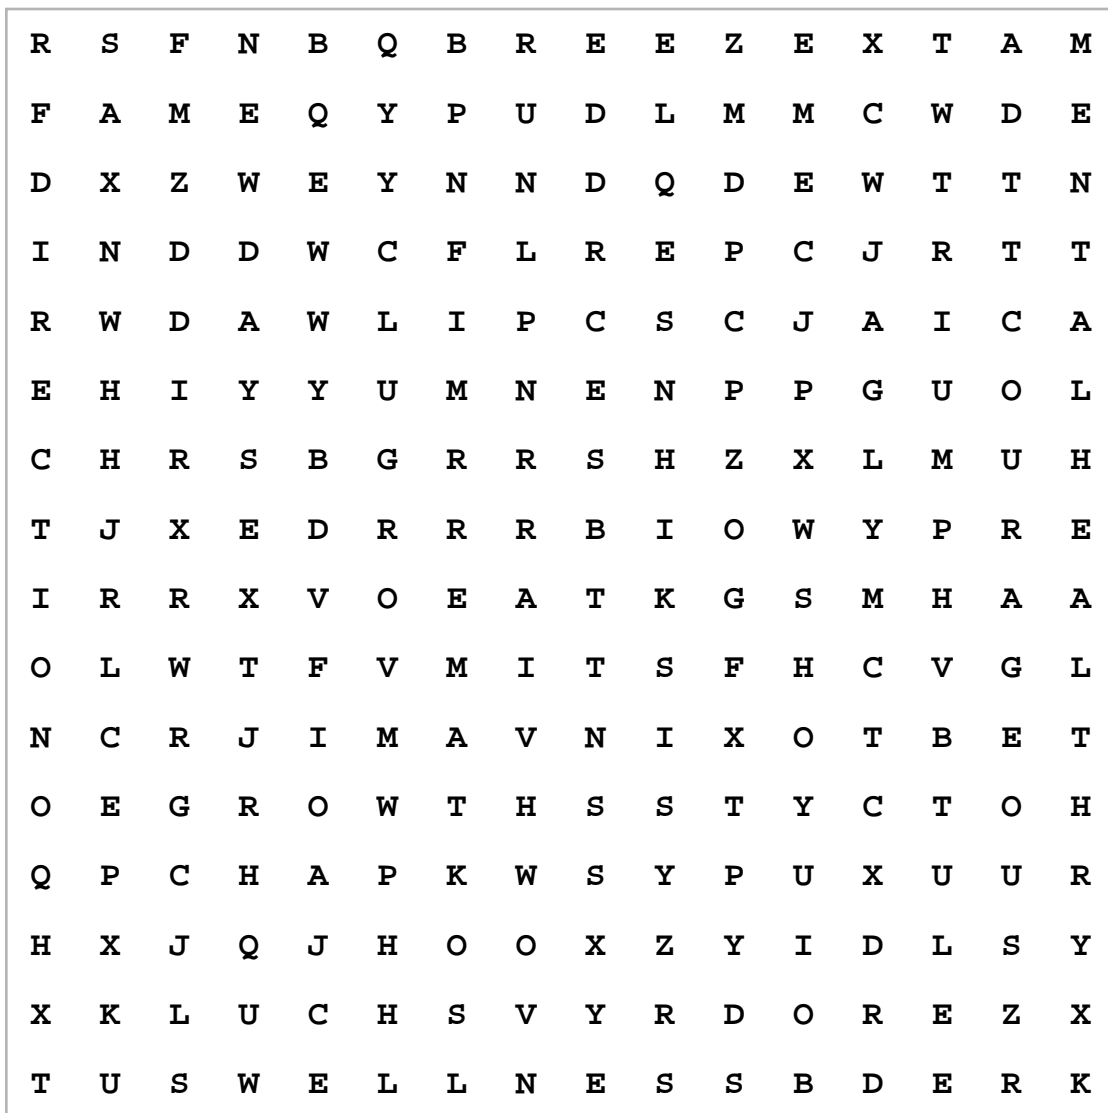 R S F N B Q B R E E Z E X T A M
F A M E Q Y P U D L M M C W D E
D X Z W E Y N N D Q D E W T T N
I N D D W C F L R E P C J R T T
R W D A W L I P C S C J A I C A
E H I Y Y U M N E N P P G U O L
C H R S B G R R S H Z X L M U H
T J X E D R R R B I O W Y P R E
I R R X V O E A T K G S M H A A
O L W T F V M I T S F H C V G L
N C R J I M A V N I X O T B E T
O E G R O W T H S S T Y C T O H
Q P C H A P K W S Y P U X U U R
H X J Q J H O O X Z Y I D L S Y
X K L U C H S V Y R D O R E Z X
T U S W E L L N E S S B D E R K